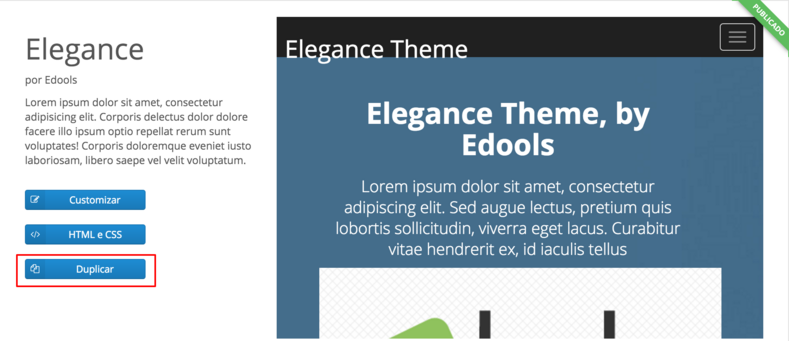 PUBLICADO
Elegance
por Edools
Lorem ipsum dolor sit amet, consectetur
adipisicing elit. Corporis delectus dolor dolore
facere illo ipsum optio repellat rerum sunt
voluptates! Corporis doloremque eveniet iusto
laboriosam, libero saepe vel velit voluptatum.
Customizar
HTML e CSS
Duplicar
Elegance Theme
Elegance Theme, by
Edools
Lorem ipsum dolor sit amet, consectetur
adipiscing elit. Sed augue lectus, pretium quis
lobortis sollicitudin, viverra eget lacus. Curabitur
vitae hendrerit ex, id iaculis tellus